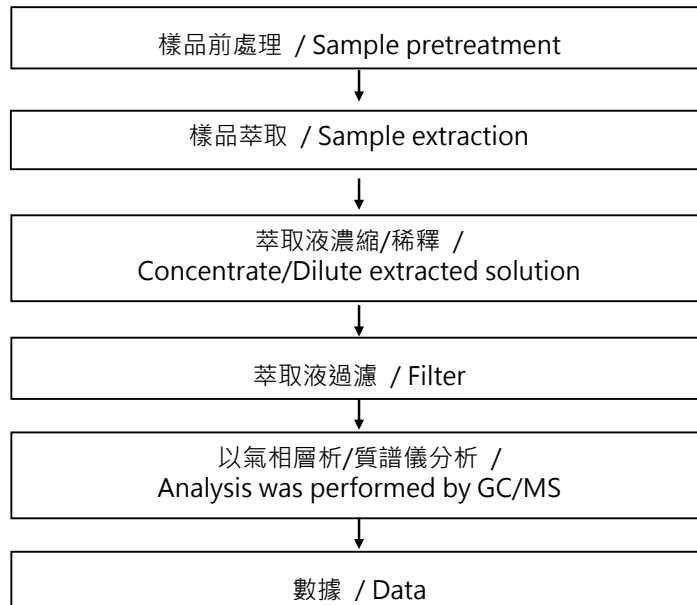 樣品前處理 / Sample pretreatment
樣品萃取 / Sample extraction
萃取液濃縮/稀釋 /
Concentrate/Dilute extracted solution
萃取液過濾 / Filter
以氣相層析/質譜儀分析 /
Analysis was performed by GC/MS
數據 / Data